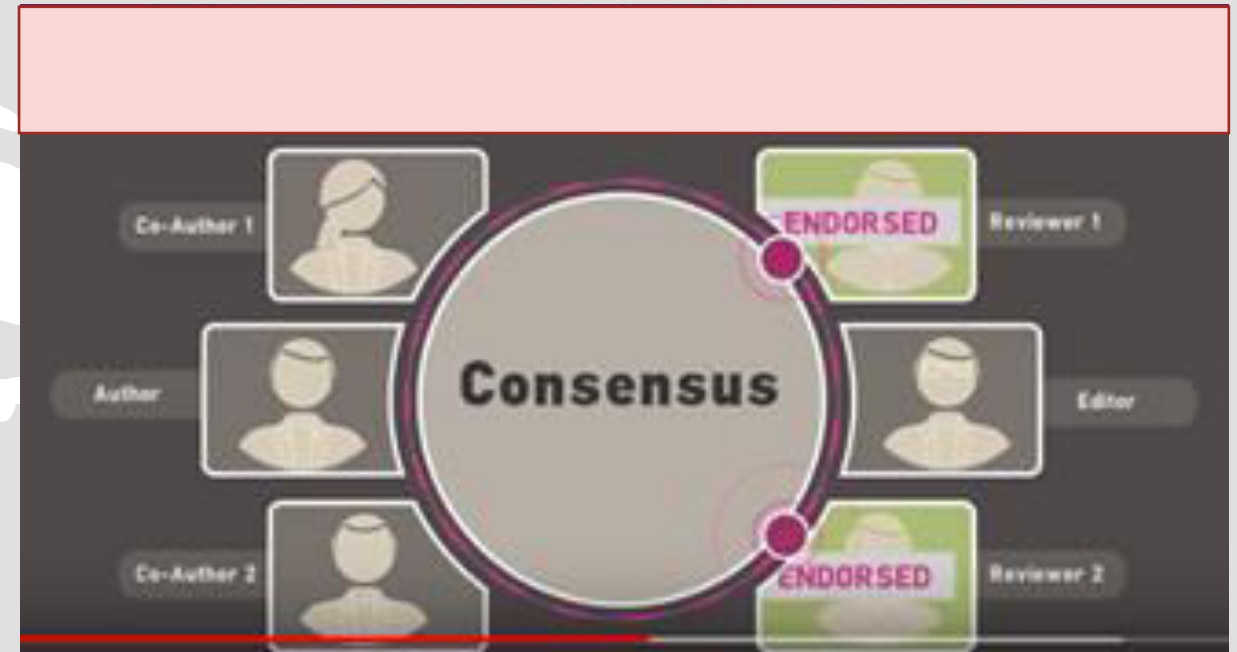 Co-Author 1
ENDORSED
Reviewer 1
Author
Consensus
Editor
Co-Author 2
ENDORSED
Reviewer 2